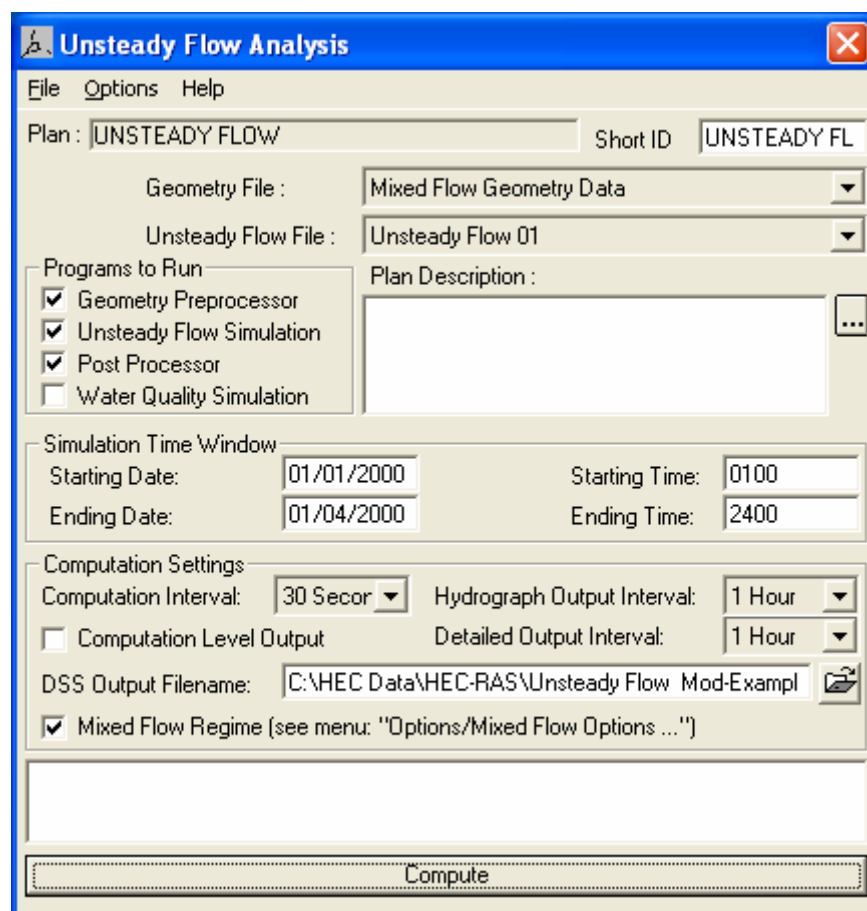 Unsteady Flow Analysis
File Options Help
Plan : UNSTEADY FLOW Short ID UNSTEADY FL
Geometry File : Mixed Flow Geometry Data
Unsteady Flow File : Unsteady Flow 01
Programs to Run Plan Description :
Geometry Preprocessor
Unsteady Flow Simulation ...
Post Processor
Water Quality Simulation
Simulation Time Window
Starting Date: 01/01/2000 Starting Time: 0100
Ending Date: 01/04/2000 Ending Time: 2400
Computation Settings
Computation Interval: 30 Secor Hydrograph Output Interval: 1 Hour
Computation Level Output Detailed Output Interval: 1 Hour
DSS Output Filename: C:\HEC Data\HEC-RAS\Unsteady Flow Mod-Exampl
Mixed Flow Regime (see menu: "Options/Mixed Flow Options ...")
Compute